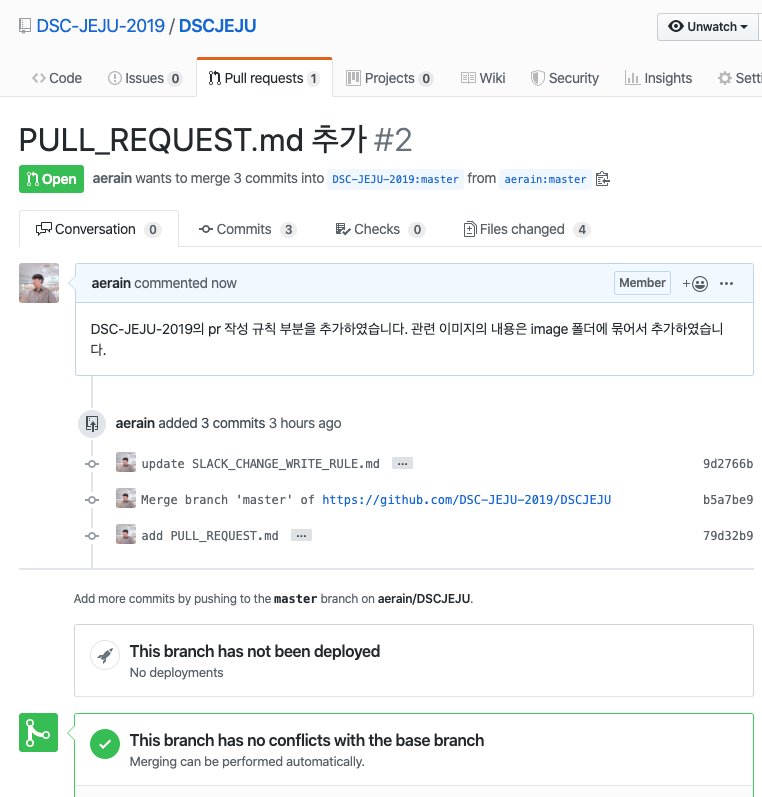 DSC-JEJU-2019 / DSCJEJU
Unwatch
Code
Issues 0
Pull requests 1
Projects 0
Wiki
Security
Insights
PULL_REQUEST.md 추가 #2
Open
aerain wants to merge 3 commits into DSC-JEJU-2019:master from aerain:master
Conversation 0
Commits 3
Checks 0
Files changed 4
aerain commented now
Member
DSC-JEJU-2019의 pr 작성 규칙 부분을 추가하였습니다. 관련 이미지의 내용은 image 폴더에 묶어서 추가하였습니
다.
aerain added 3 commits 3 hours ago
update SLACK_CHANGE_WRITE_RULE.md ... 9d2766b
Merge branch 'master' of https://github.com/DSC-JEJU-2019/DSCJEJU b5a7be9
add PULL_REQUEST.md ... 79d32b9
Add more commits by pushing to the master branch on aerain/DSCJEJU.
This branch has not been deployed
No deployments
This branch has no conflicts with the base branch
Merging can be performed automatically.